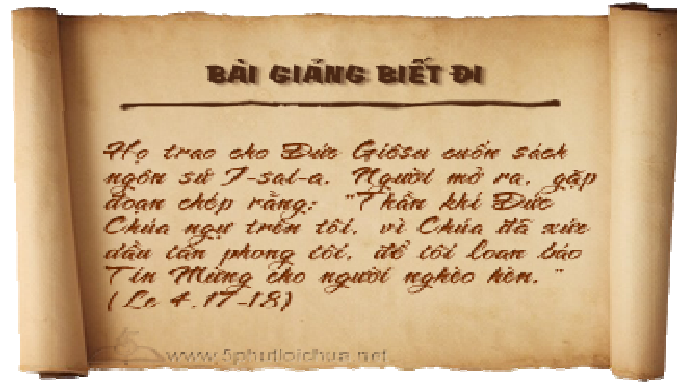 BÀI GIẢNG BIẾT ĐI
Họ trao cho Đức Giêsu cuốn sách
ngôn sứ I-sai-a. Người mở ra, gặp
đoạn chép rằng: "Thần khí Đức
Chúa ngự trên tôi, vì Chúa đã xức
dầu tấn phong tôi, để tôi loan báo
Tin Mừng cho người nghèo hèn."
(Lc 4,17-18)
www.5phutloichua.net